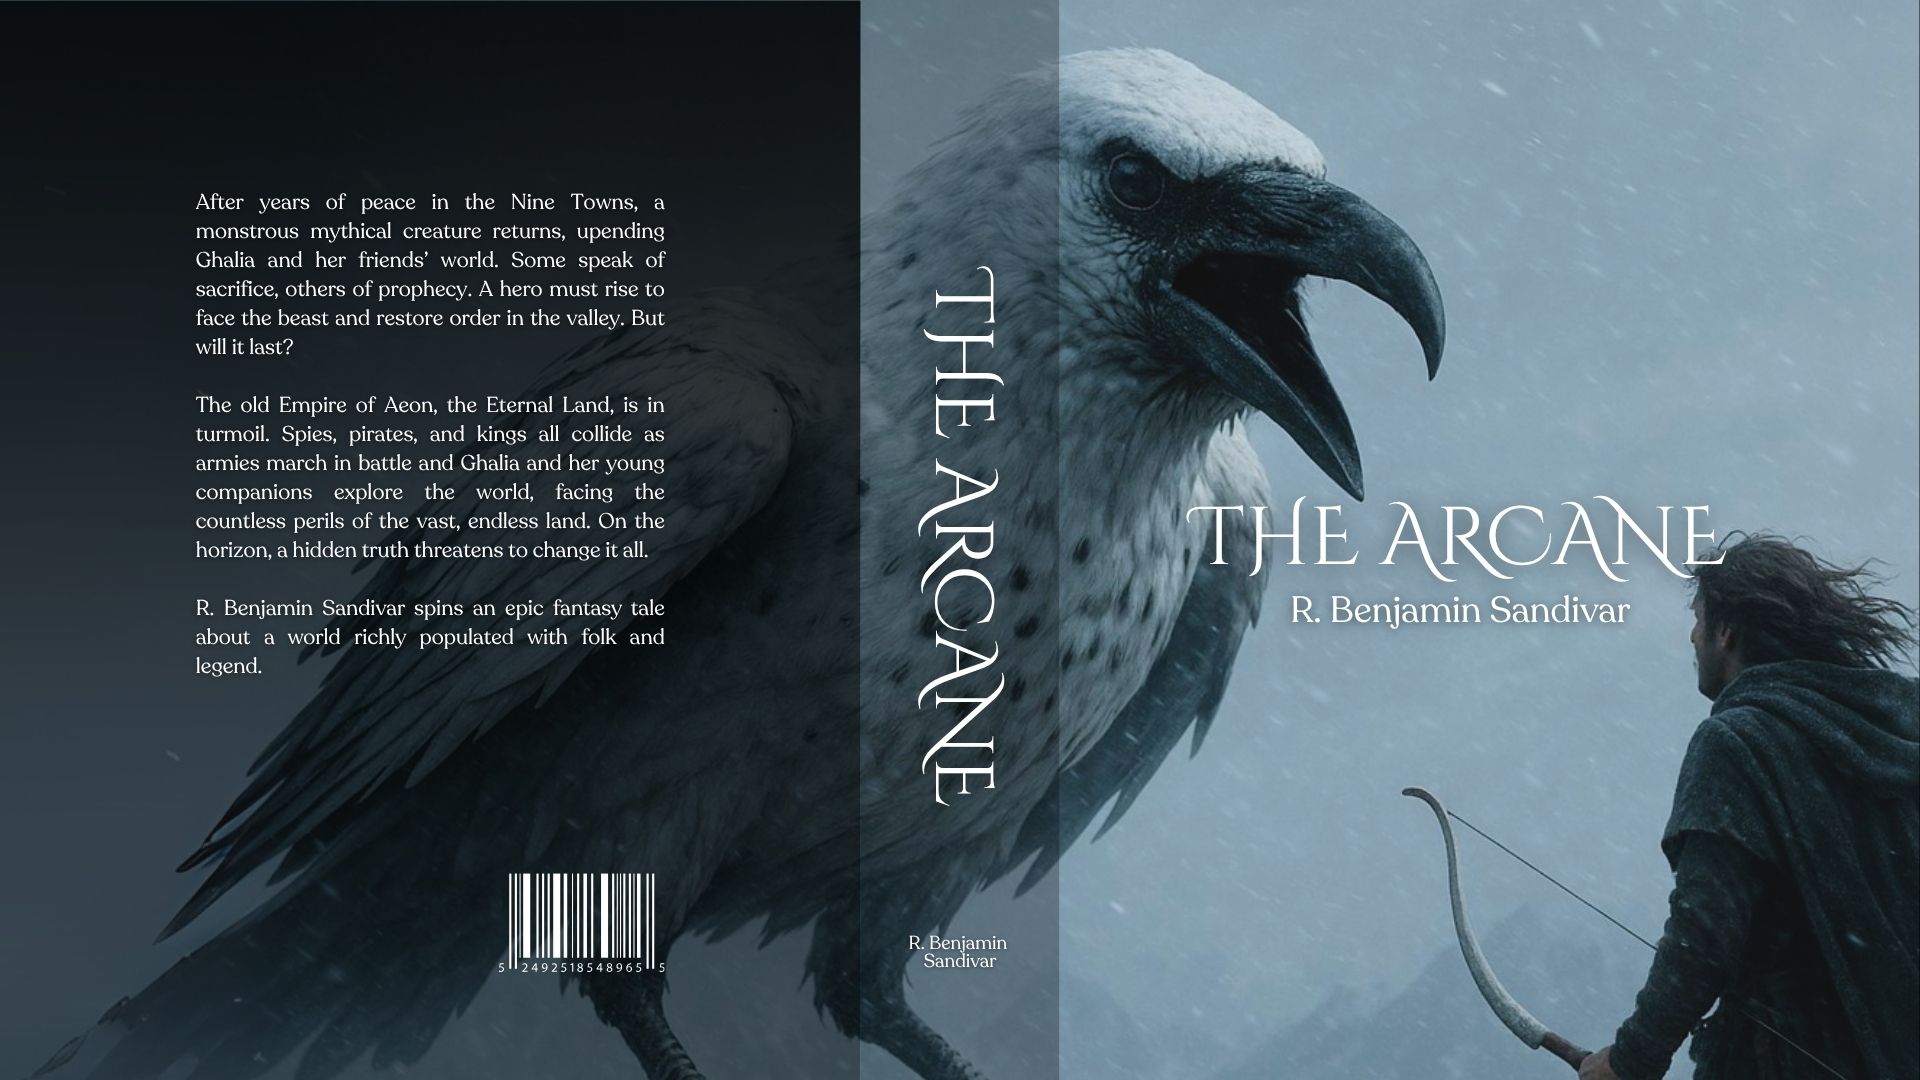 After years of peace in the Nine Towns, a
monstrous mythical creature returns, upending
Ghalia and her friends’ world. Some speak of
sacrifice, others of prophecy. A hero must rise to
face the beast and restore order in the valley. But
will it last?
The old Empire of Aeon, the Eternal Land, is in
turmoil. Spies, pirates, and kings all collide as
armies march in battle and Ghalia and her young
companions explore the world, facing the
countless perils of the vast, endless land. On the
horizon, a hidden truth threatens to change it all.
R. Benjamin Sandivar spins an epic fantasy tale
about a world richly populated with folk and
legend.
5 249251854896 5 5
THE ARCANE
R. Benjamin
Sandivar
THE ARCANE
R. Benjamin Sandivar